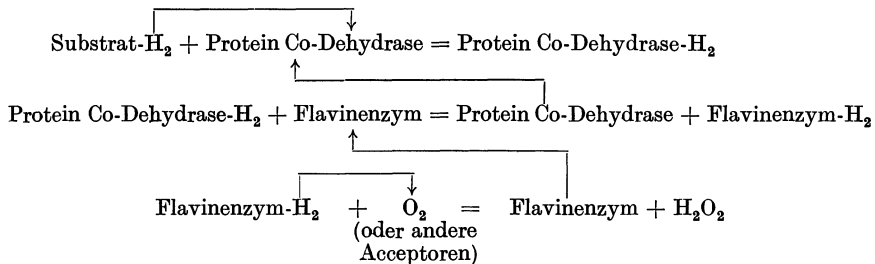 Substrat-H₂ + Protein Co-Dehydrase = Protein Co-Dehydrase-H₂
Protein Co-Dehydrase-H₂ + Flavinenzym = Protein Co-Dehydrase + Flavinenzym-H₂
Flavinenzym-H₂ + O₂ = Flavinenzym + H₂O₂
(oder andere
Acceptoren)